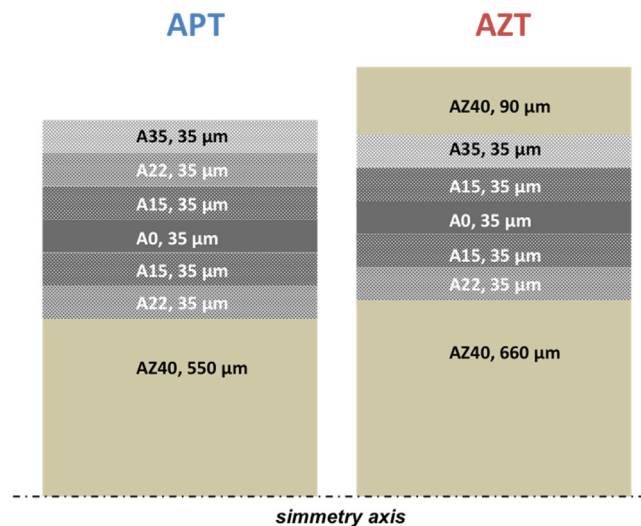 APT
AZT
A35, 35 μm
A22, 35 μm
A15, 35 μm
A0, 35 μm
A15, 35 μm
A22, 35 μm
AZ40, 550 μm
AZ40, 90 μm
A35, 35 μm
A15, 35 μm
A0, 35 μm
A15, 35 μm
A22, 35 μm
AZ40, 660 μm
simmetry axis